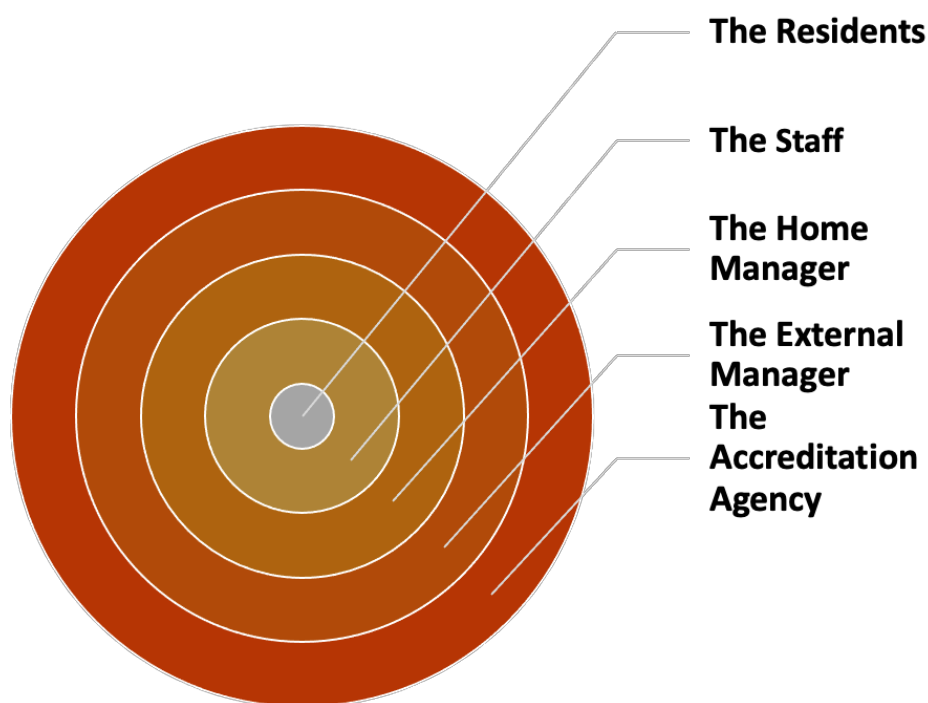 The Residents
The Staff
The Home
Manager
The External
Manager
The
Accreditation
Agency